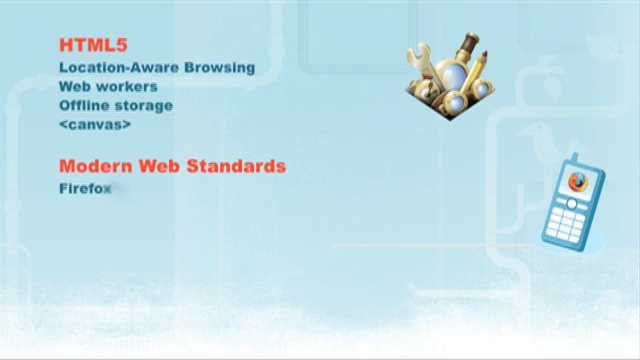 HTML5
Location-Aware Browsing
Web workers
Offline storage
<canvas>
Modern Web Standards
Firefox